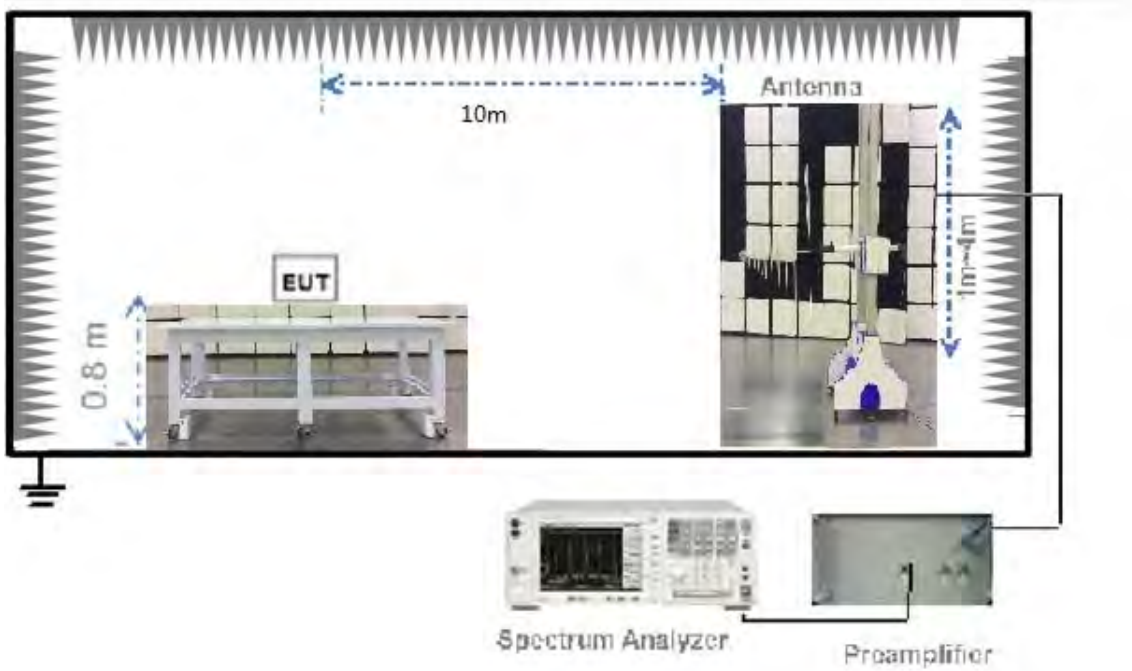 Antenna
10m
1m~4m
EUT
0.8 m
Spectrum Analyzer
Preamplifier